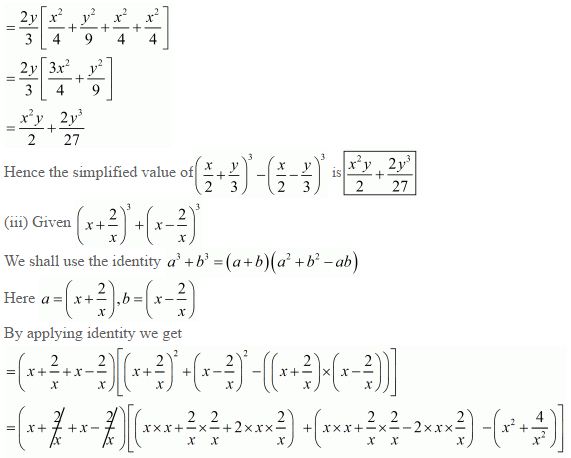 = 2y/3 [x²/4 + y²/9 + x²/4 + x²/4]
= 2y/3 [3x²/4 + y²/9]
= x²y/2 + 2y³/27
Hence the simplified value of (x/2 + y/3)³ − (x/2 − y/3)³ is x²y/2 + 2y³/27
(iii) Given (x + 2/x)³ + (x − 2/x)³
We shall use the identity a³ + b³ = (a + b)(a² + b² − ab)
Here a = (x + 2/x), b = (x − 2/x)
By applying identity we get
= (x + 2/x + x − 2/x)[(x + 2/x)² + (x − 2/x)² − ((x + 2/x) × (x − 2/x))]
= (x + 2/x + x − 2/x)[(x × x + 2/x × 2/x + 2 × x × 2/x) + (x × x + 2/x × 2/x − 2 × x × 2/x) − (x² + 4/x²)]